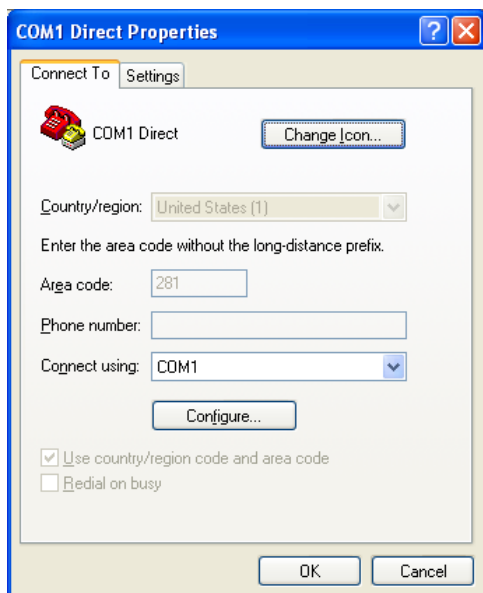 COM1 Direct Properties
?
Connect To Settings
COM1 Direct Change Icon...
Country/region: United States (1)
Enter the area code without the long-distance prefix.
Area code: 281
Phone number:
Connect using: COM1
Configure...
Use country/region code and area code
Redial on busy
OK Cancel